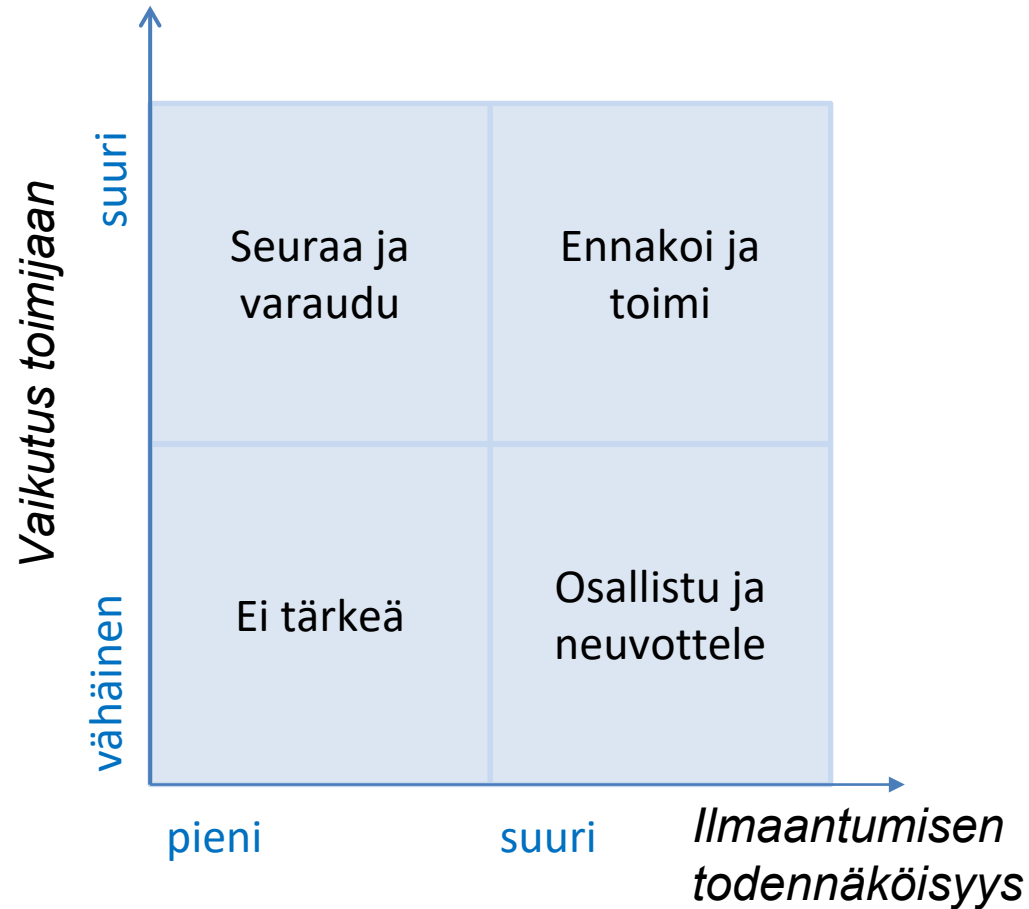 Vaikutus toimijaan
suuri
vähäinen
Seuraa ja
varaudu
Ennakoi ja
toimi
Ei tärkeä
Osallistu ja
neuvottele
pieni
suuri
Ilmaantumisen
todennäköisyys